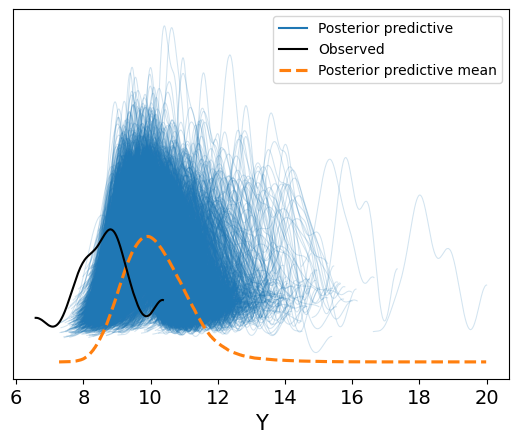 Posterior predictive
Observed
Posterior predictive mean
6 8 10 12 14 16 18 20
Y